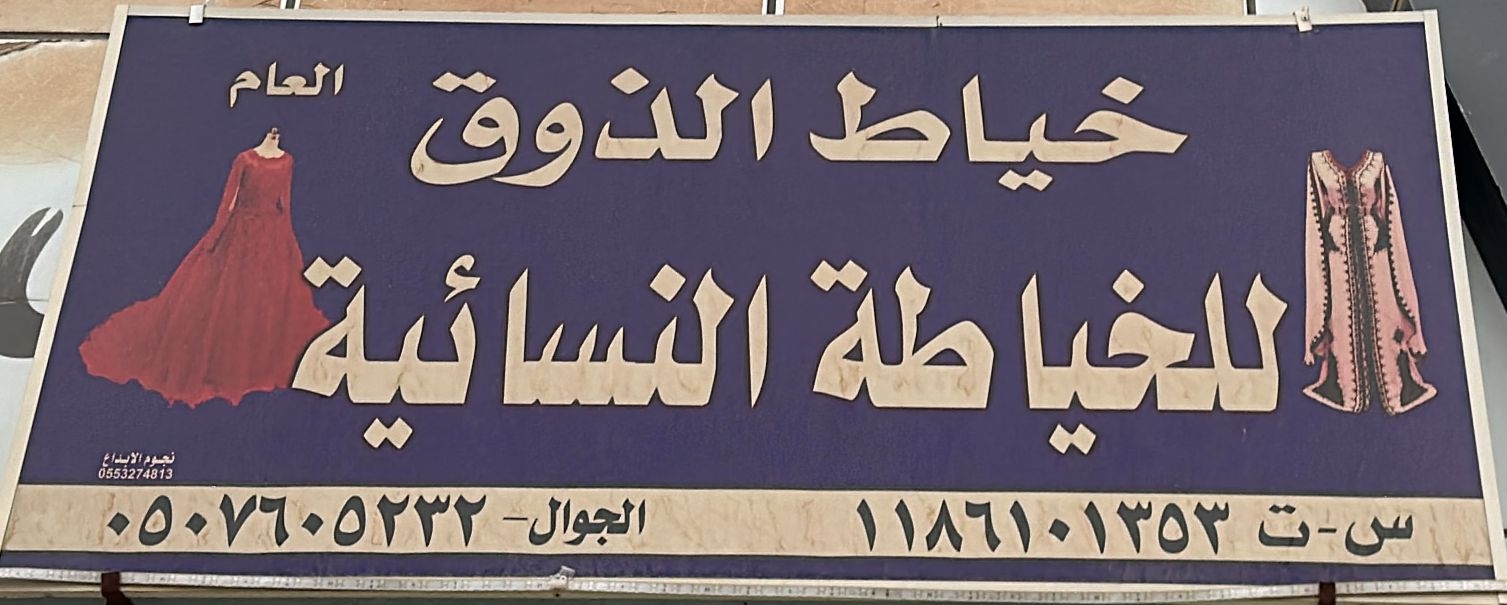 خياط الذوق العام
للخياطة النسائية
نجوم الابداع
0553274813
س - ت ١١٨٦١٠١٣٥٣
الجوال - ٠٥٠٧٦٠٥٢٣٢